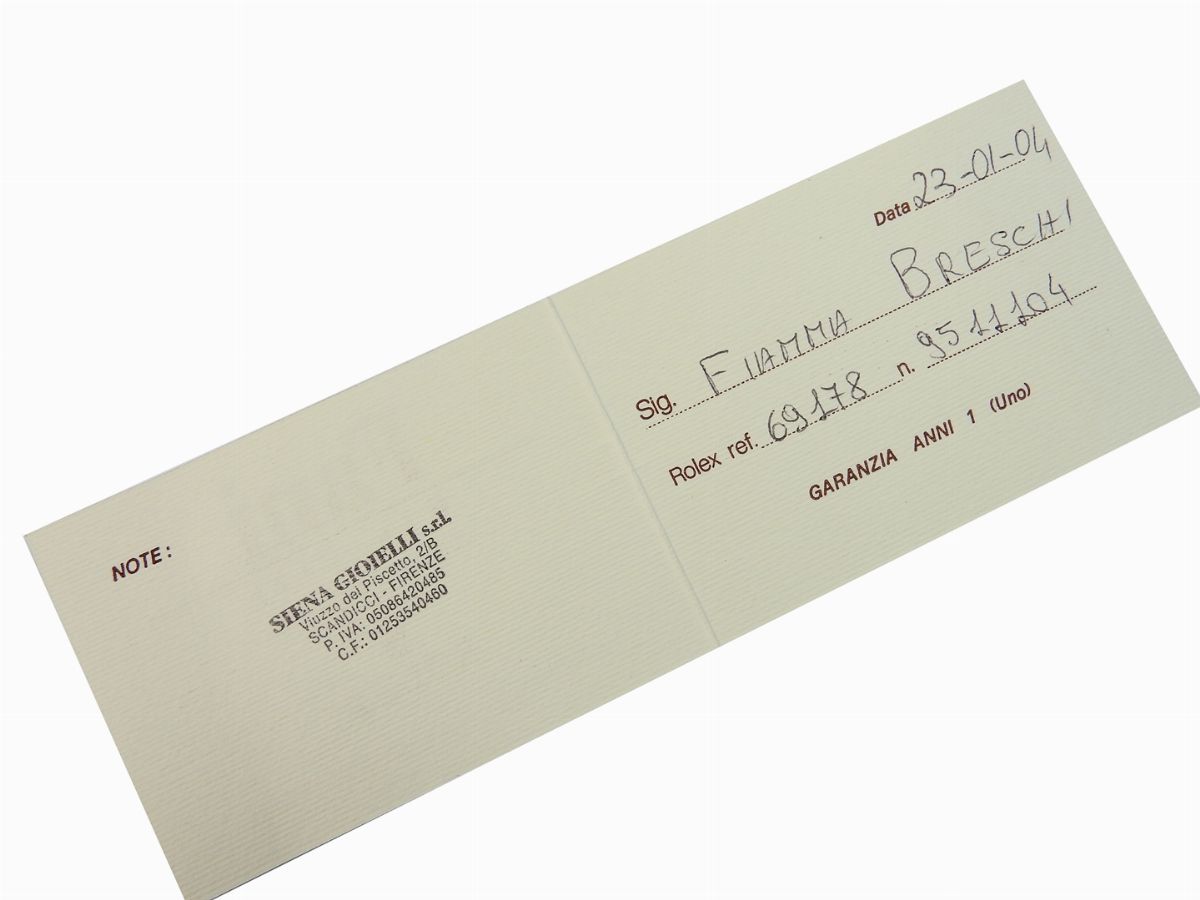 NOTE:
SIENA GIOIELLI s.r.l.
Viuzzo del Piscetto, 2/B
SCANDICCI - FIRENZE
P. IVA: 05086420485
C.F.: 01253540460
Data 23-01-04
Sig. FIAMMA BRESCHI
Rolex ref. 69178 n. 9511104
GARANZIA ANNI 1 (Uno)